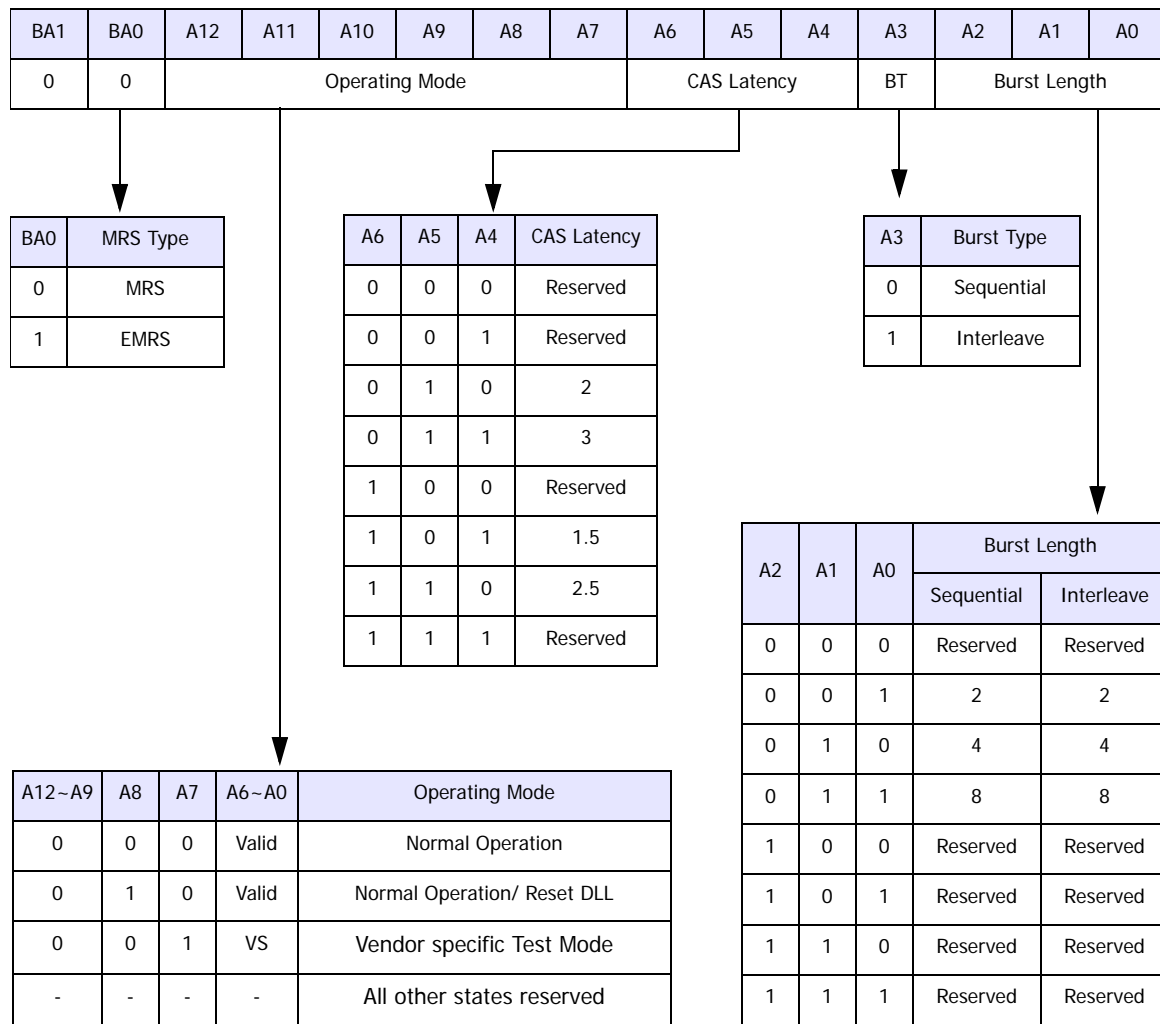 BA1 BA0 A12 A11 A10 A9 A8 A7 A6 A5 A4 A3 A2 A1 A0
0 0 Operating Mode CAS Latency BT Burst Length
BA0 MRS Type
0 MRS
1 EMRS
A6 A5 A4 CAS Latency
0 0 0 Reserved
0 0 1 Reserved
0 1 0 2
0 1 1 3
1 0 0 Reserved
1 0 1 1.5
1 1 0 2.5
1 1 1 Reserved
A3 Burst Type
0 Sequential
1 Interleave
A2 A1 A0 Burst Length
Sequential Interleave
0 0 0 Reserved Reserved
0 0 1 2 2
0 1 0 4 4
0 1 1 8 8
1 0 0 Reserved Reserved
1 0 1 Reserved Reserved
1 1 0 Reserved Reserved
1 1 1 Reserved Reserved
A12~A9 A8 A7 A6~A0 Operating Mode
0 0 0 Valid Normal Operation
0 1 0 Valid Normal Operation/ Reset DLL
0 0 1 VS Vendor specific Test Mode
- - - - All other states reserved